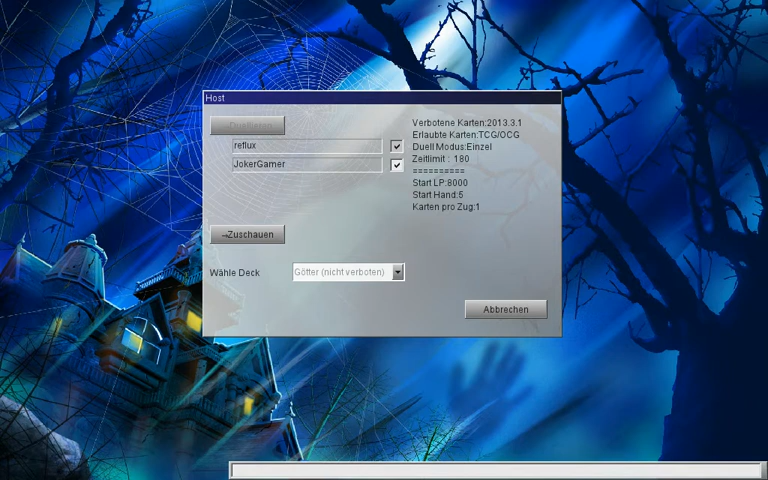 Host
→Duellieren
reflux
JokerGamer
→Zuschauen
Wähle Deck
Götter (nicht verboten)
Verbotene Karten:2013.3.1
Erlaubte Karten:TCG/OCG
Duell Modus:Einzel
Zeitlimit : 180
==========
Start LP:8000
Start Hand:5
Karten pro Zug:1
Abbrechen